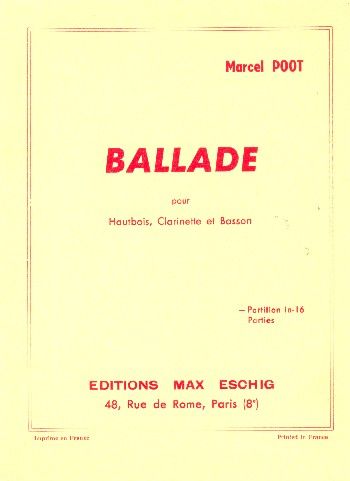 Marcel POOT
BALLADE
pour
Hautbois, Clarinette et Basson
— Partition in-16
Parties
EDITIONS MAX ESCHIG
48, Rue de Rome, Paris (8e)
Imprimé en France
Printed in France